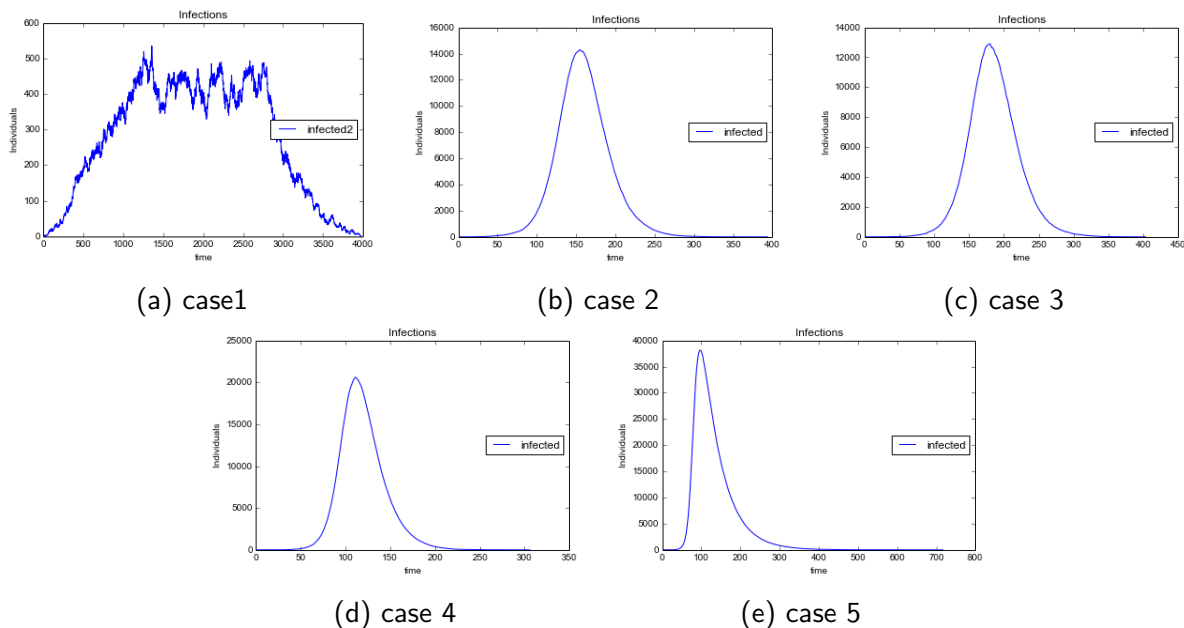 Infections
600
500
400
300
200
100
0
Individuals
infected2
0 500 1000 1500 2000 2500 3000 3500 4000
time
(a) case1
Infections
14000
12000
10000
8000
6000
4000
2000
0
Individuals
infected
0 50 100 150 200 250 300 350 400
time
(b) case 2
Infections
14000
12000
10000
8000
6000
4000
2000
0
Individuals
infected
0 50 100 150 200 250 300 350 400 450
time
(c) case 3
Infections
25000
20000
15000
10000
5000
0
Individuals
infected
0 50 100 150 200 250 300 350
time
(d) case 4
Infections
40000
35000
30000
25000
20000
15000
10000
5000
0
Individuals
infected
0 100 200 300 400 500 600 700 800
time
(e) case 5